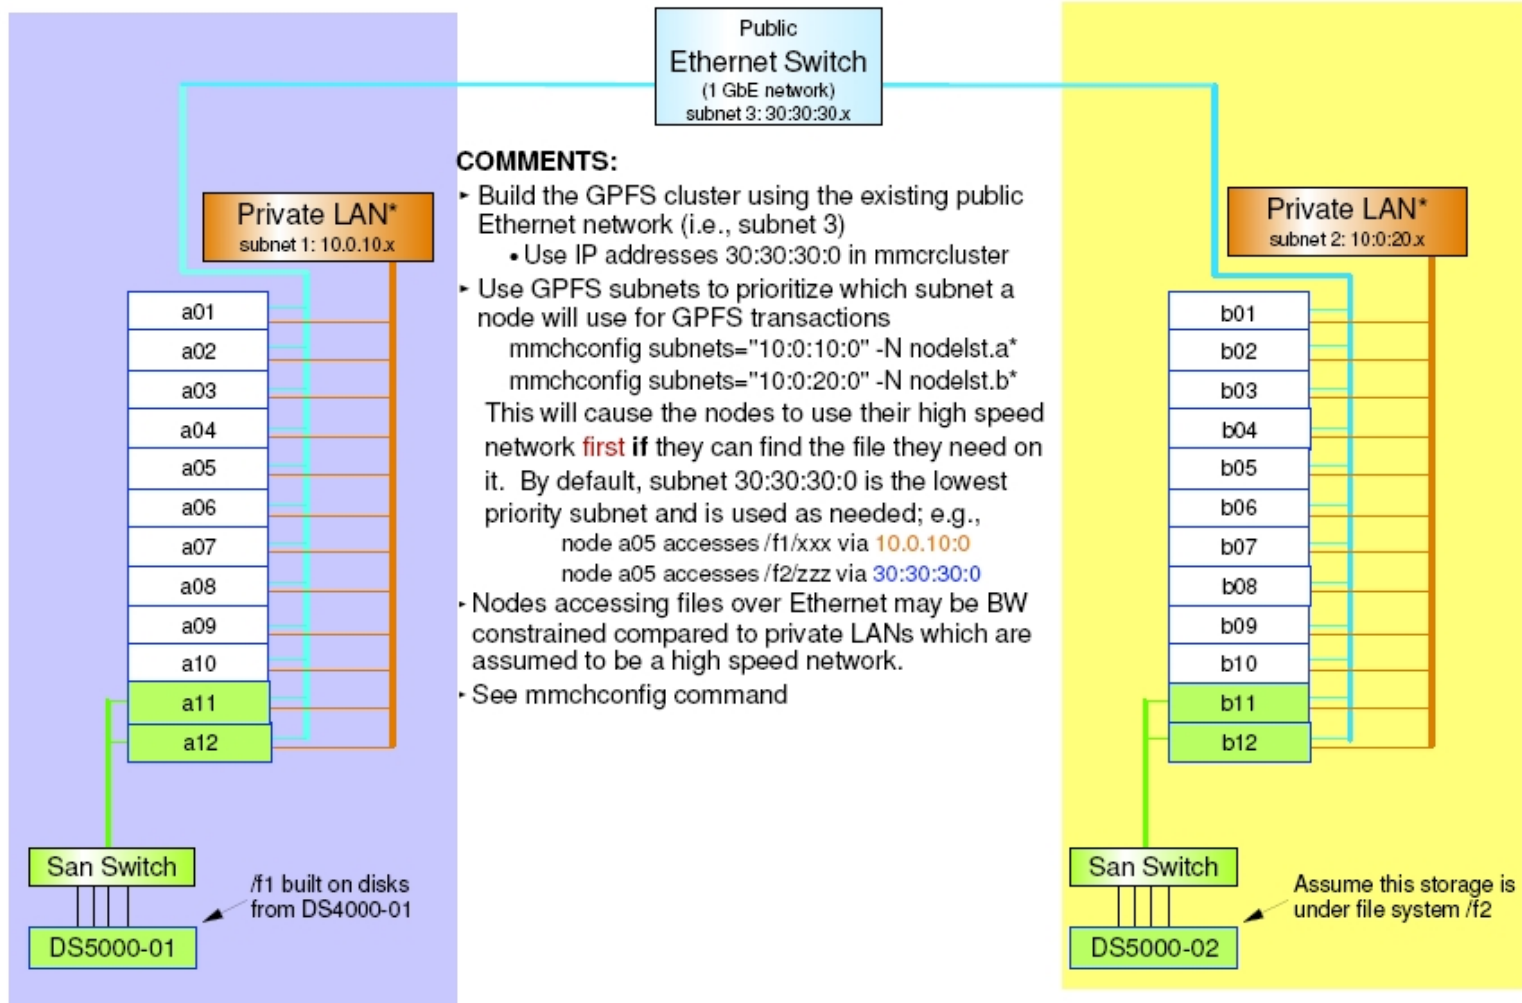 Public
Ethernet Switch
(1 GbE network)
subnet 3: 30:30:30.x
Private LAN*
subnet 1: 10.0.10.x
a01
a02
a03
a04
a05
a06
a07
a08
a09
a10
a11
a12
San Switch
DS5000-01
/f1 built on disks
from DS4000-01
COMMENTS:
▸ Build the GPFS cluster using the existing public
Ethernet network (i.e., subnet 3)
• Use IP addresses 30:30:30:0 in mmcrcluster
▸ Use GPFS subnets to prioritize which subnet a
node will use for GPFS transactions
mmchconfig subnets="10:0:10:0" -N nodelst.a*
mmchconfig subnets="10:0:20:0" -N nodelst.b*
This will cause the nodes to use their high speed
network first if they can find the file they need on
it. By default, subnet 30:30:30:0 is the lowest
priority subnet and is used as needed; e.g.,
node a05 accesses /f1/xxx via 10.0.10:0
node a05 accesses /f2/zzz via 30:30:30:0
▸ Nodes accessing files over Ethernet may be BW
constrained compared to private LANs which are
assumed to be a high speed network.
▸ See mmchconfig command
Private LAN*
subnet 2: 10:0:20.x
b01
b02
b03
b04
b05
b06
b07
b08
b09
b10
b11
b12
San Switch
DS5000-02
Assume this storage is
under file system /f2